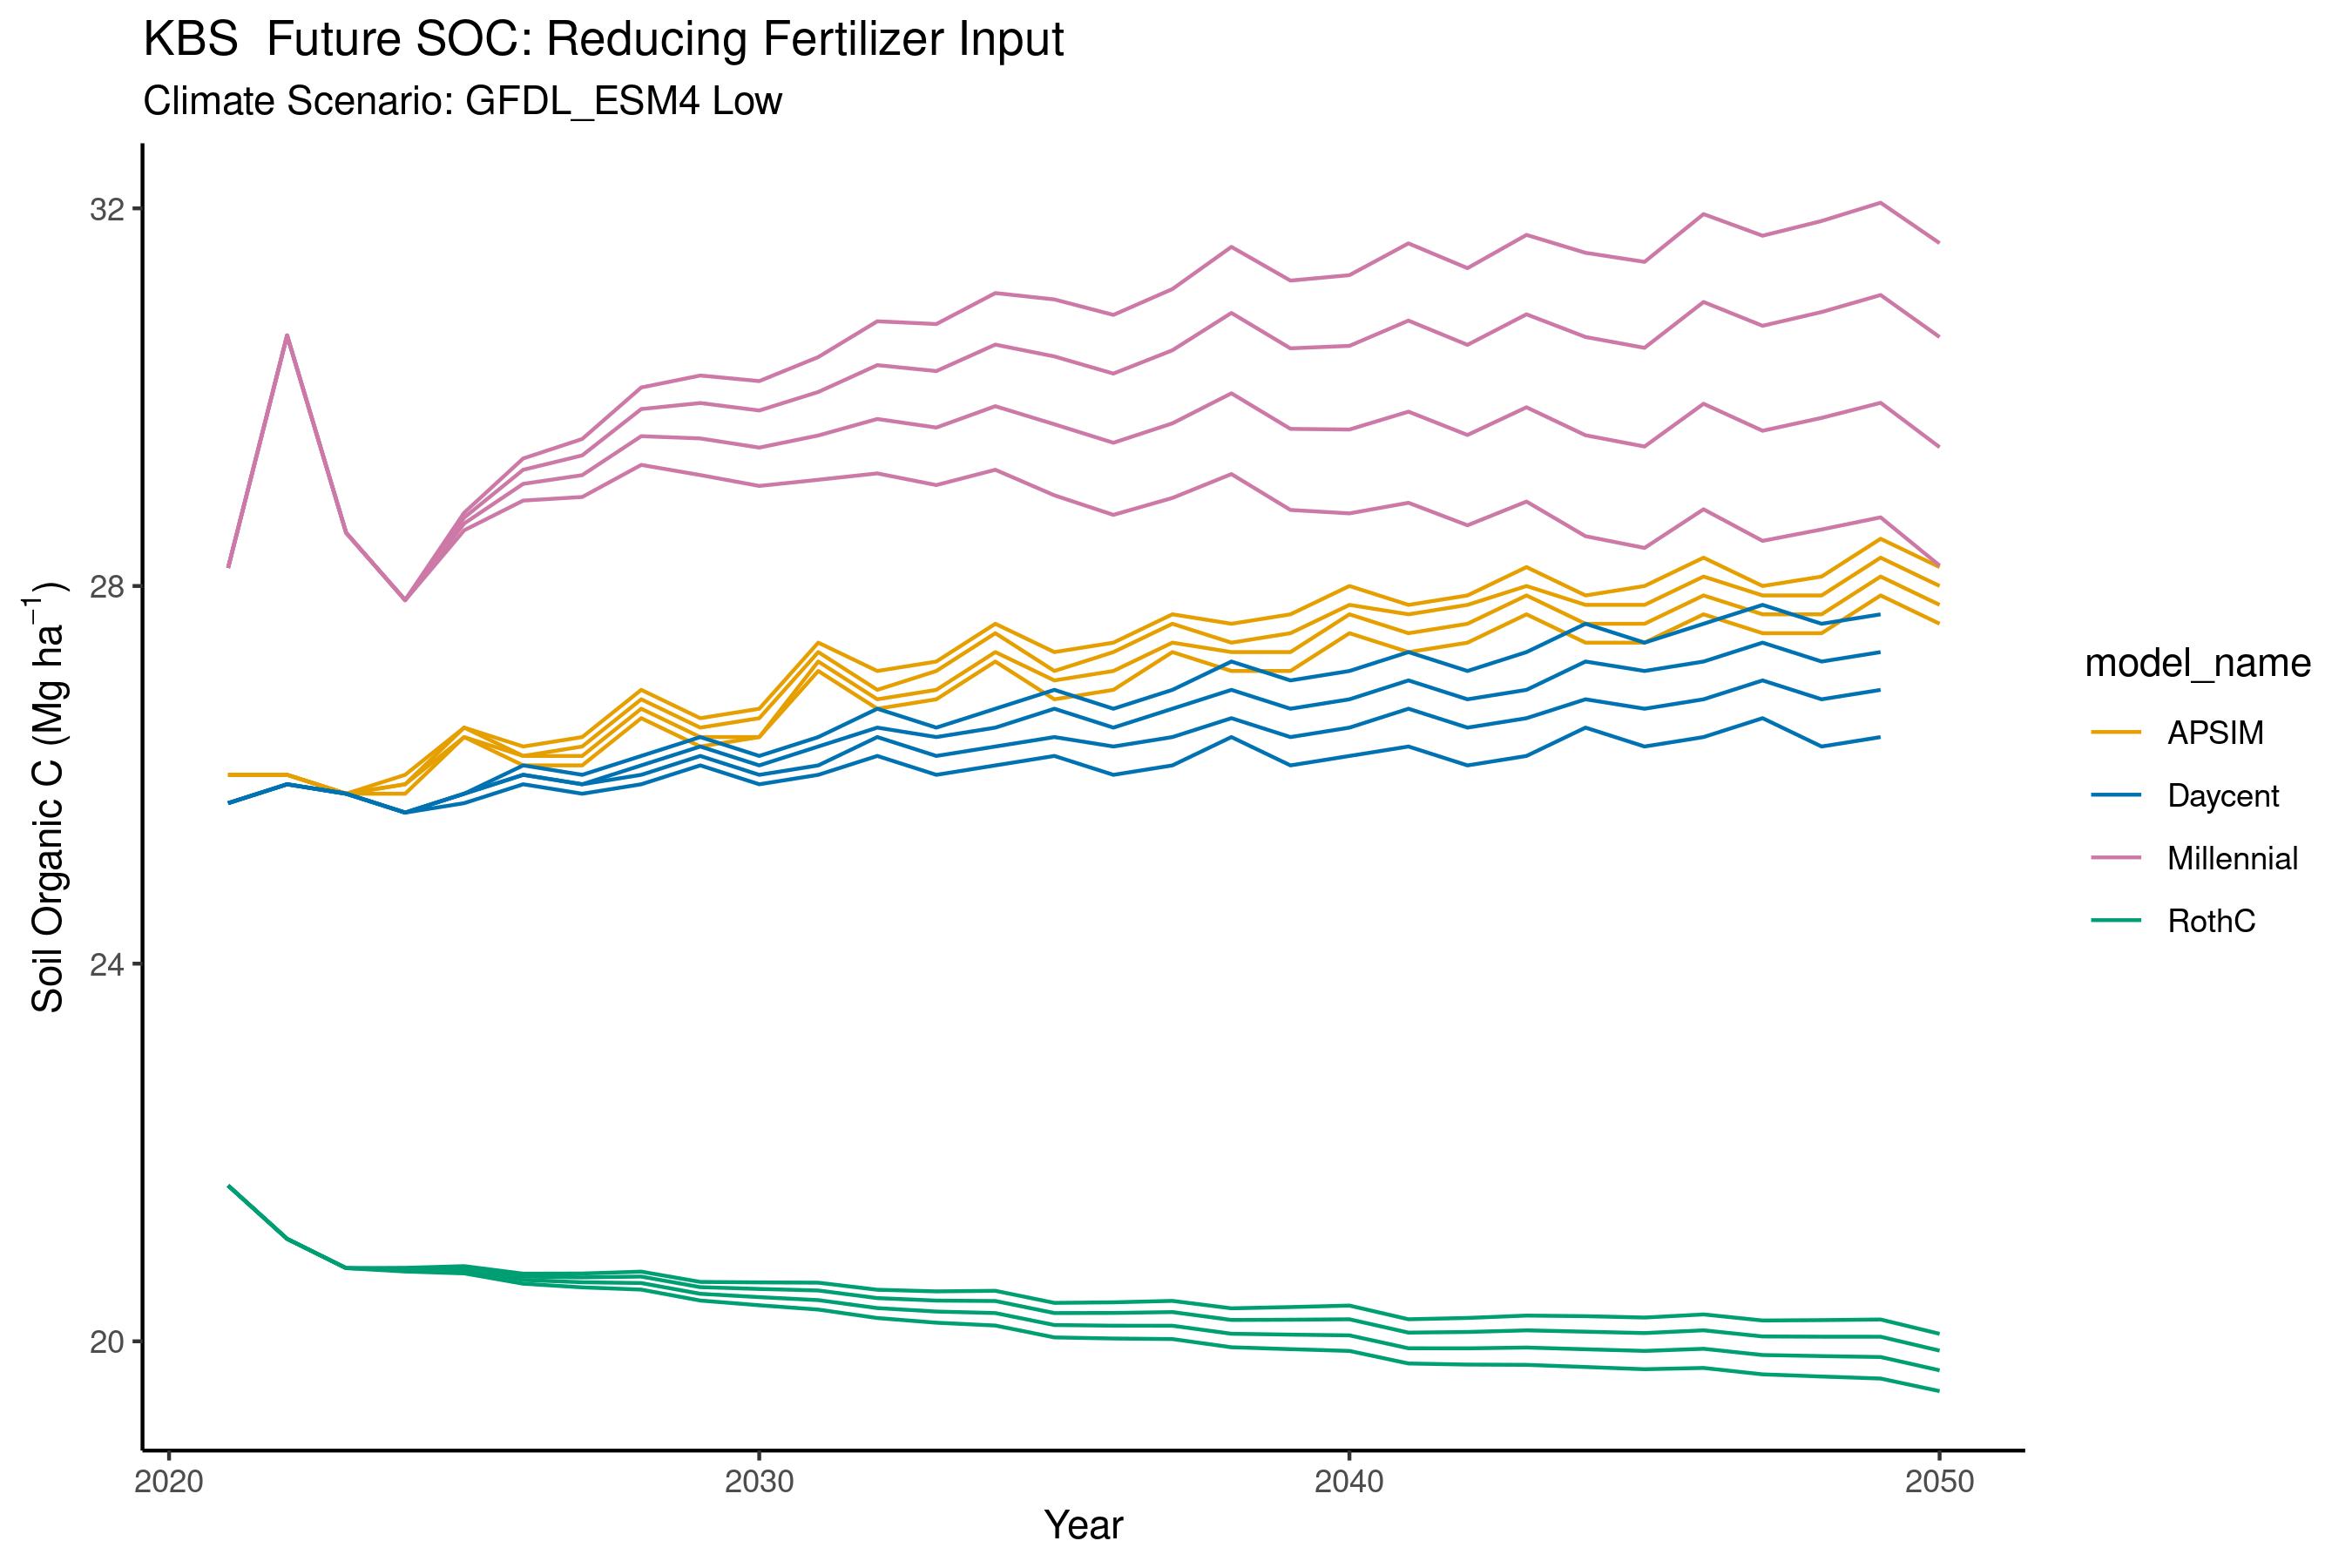 KBS  Future SOC: Reducing Fertilizer Input
Climate Scenario: GFDL_ESM4 Low
Soil Organic C (Mg ha⁻¹)
32
28
24
20
2020
2030
2040
2050
Year
model_name
APSIM
Daycent
Millennial
RothC